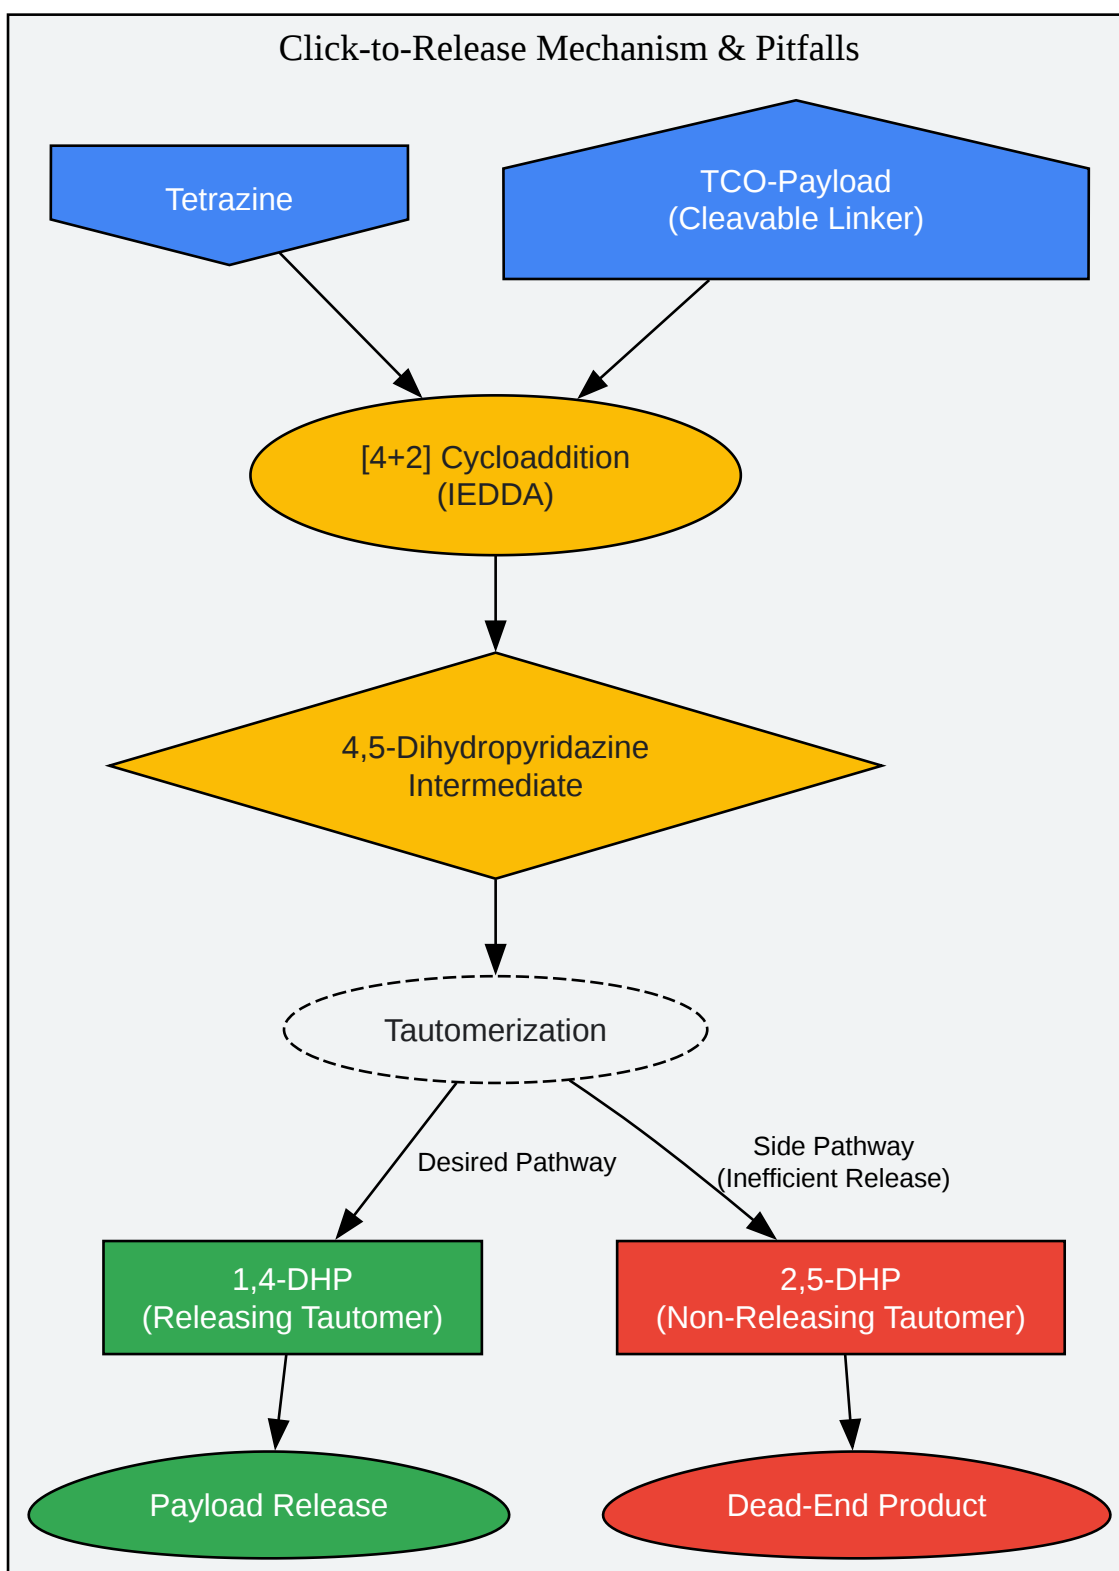 Click-to-Release Mechanism & Pitfalls
Tetrazine
TCO-Payload
(Cleavable Linker)
[4+2] Cycloaddition
(IEDDA)
4,5-Dihydropyridazine
Intermediate
Tautomerization
Desired Pathway
Side Pathway
(Inefficient Release)
1,4-DHP
(Releasing Tautomer)
2,5-DHP
(Non-Releasing Tautomer)
Payload Release
Dead-End Product